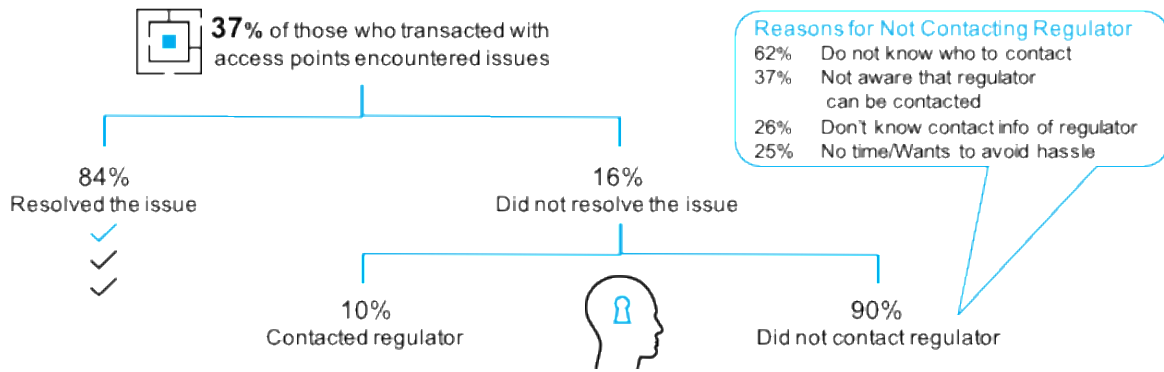 37% of those who transacted with
access points encountered issues
Reasons for Not Contacting Regulator
62% Do not know who to contact
37% Not aware that regulator
can be contacted
26% Don't know contact info of regulator
25% No time/Wants to avoid hassle
84%
Resolved the issue
16%
Did not resolve the issue
10%
Contacted regulator
90%
Did not contact regulator